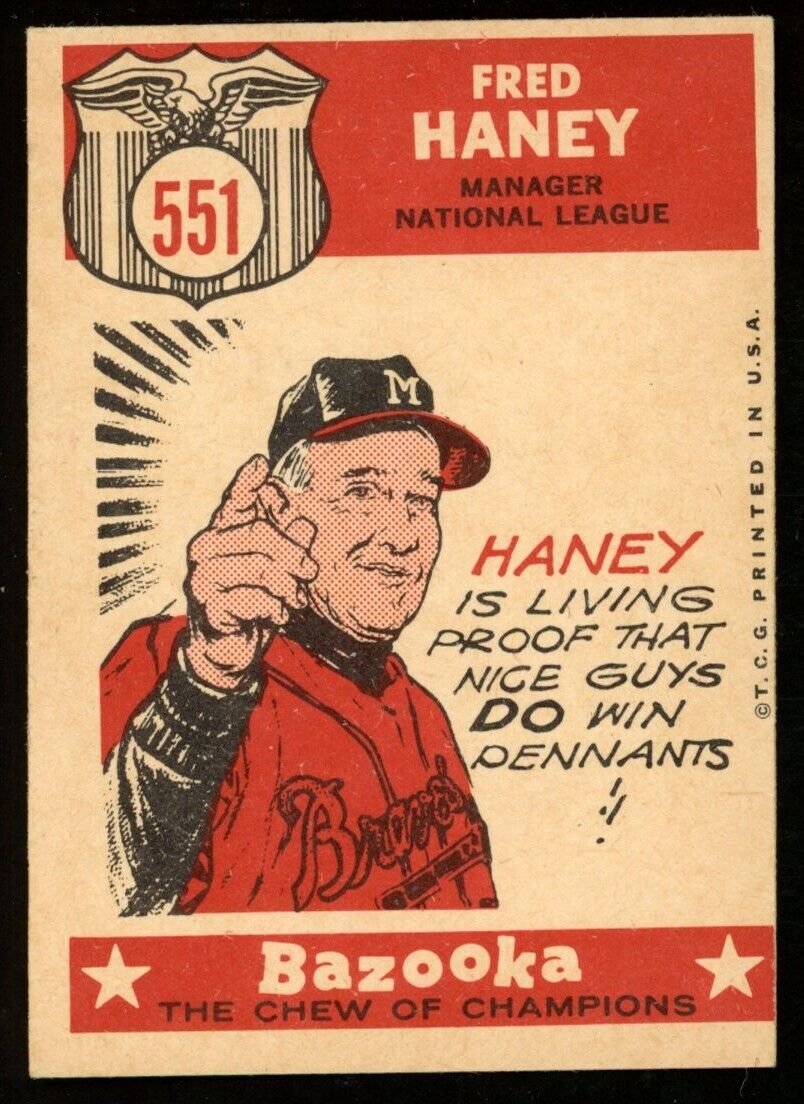 551
FRED
HANEY
MANAGER
NATIONAL LEAGUE
M
HANEY
IS LIVING
PROOF THAT
NICE GUYS
DO WIN
PENNANTS
!!
Braves
©T.C.G. PRINTED IN U.S.A.
Bazooka
THE CHEW OF CHAMPIONS